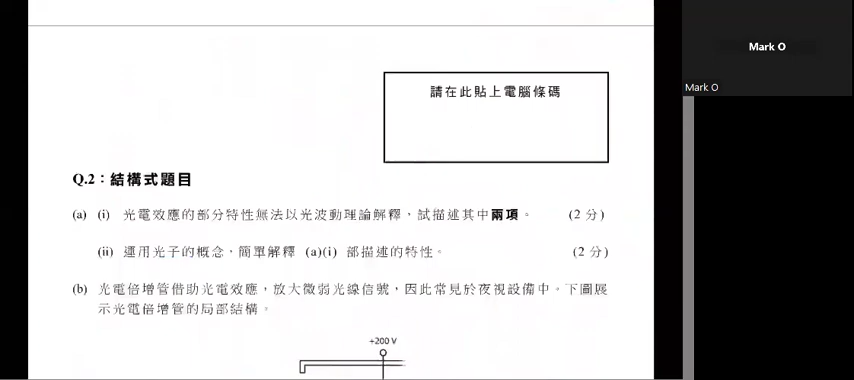 Mark O
Mark O
請在此貼上電腦條碼
Q.2：結構式題目
(a) (i) 光電效應的部分特性無法以光波動理論解釋，試描述其中兩項。 (2 分)
(ii) 運用光子的概念，簡單解釋 (a)(i) 部描述的特性。 (2 分)
(b) 光電倍增管借助光電效應，放大微弱光線信號，因此常見於夜視設備中。下圖展
示光電倍增管的局部結構。
+200 V